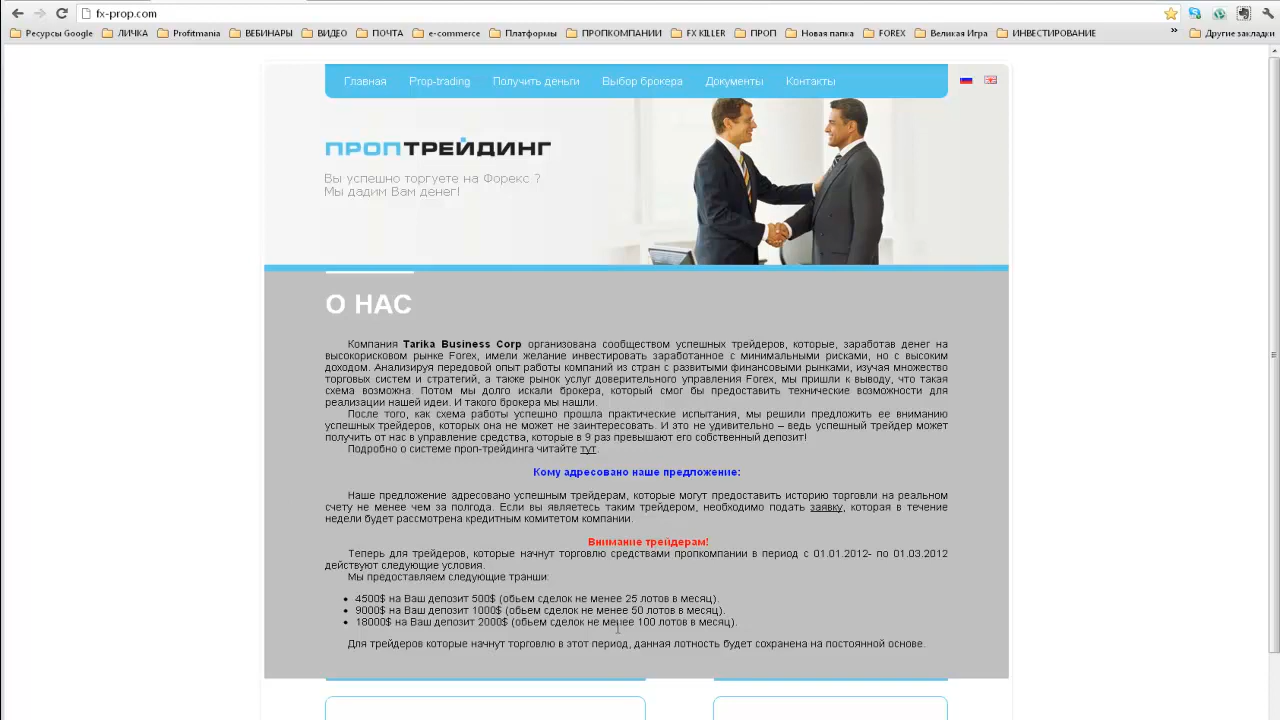 fx-prop.com
Ресурсы Google ЛИЧКА Profitmania ВЕБИНАРЫ ВИДЕО ПОЧТА e-commerce Платформы ПРОПКОМПАНИИ FX KILLER ПРОП Новая папка FOREX Великая Игра ИНВЕСТИРОВАНИЕ » Другие закладки
Главная Prop-trading Получить деньги Выбор брокера Документы Контакты
ПРОПТРЕЙДИНГ
Вы успешно торгуете на Форекс ?
Мы дадим Вам денег!
О НАС
Компания Tarika Business Corp организована сообществом успешных трейдеров, которые, заработав денег на
высокорисковом рынке Forex, имели желание инвестировать заработанное с минимальными рисками, но с высоким
доходом. Анализируя передовой опыт работы компаний из стран с развитыми финансовыми рынками, изучая множество
торговых систем и стратегий, а также рынок услуг доверительного управления Forex, мы пришли к выводу, что такая
схема возможна. Потом мы долго искали брокера, который смог бы предоставить технические возможности для
реализации нашей идеи. И такого брокера мы нашли.
После того, как схема работы успешно прошла практические испытания, мы решили предложить ее вниманию
успешных трейдеров, которых она не может не заинтересовать. И это не удивительно – ведь успешный трейдер может
получить от нас в управление средства, которые в 9 раз превышают его собственный депозит!
Подробно о системе проп-трейдинга читайте тут.
Кому адресовано наше предложение:
Наше предложение адресовано успешным трейдерам, которые могут предоставить историю торговли на реальном
счету не менее чем за полгода. Если вы являетесь таким трейдером, необходимо подать заявку, которая в течение
недели будет рассмотрена кредитным комитетом компании.
Внимание трейдерам!
Теперь для трейдеров, которые начнут торговлю средствами пропкомпании в период с 01.01.2012- по 01.03.2012
действуют следующие условия.
Мы предоставляем следующие транши:
• 4500$ на Ваш депозит 500$ (обьем сделок не менее 25 лотов в месяц).
• 9000$ на Ваш депозит 1000$ (обьем сделок не менее 50 лотов в месяц).
• 18000$ на Ваш депозит 2000$ (обьем сделок не менее 100 лотов в месяц).
Для трейдеров которые начнут торговлю в этот период, данная лотность будет сохранена на постоянной основе.